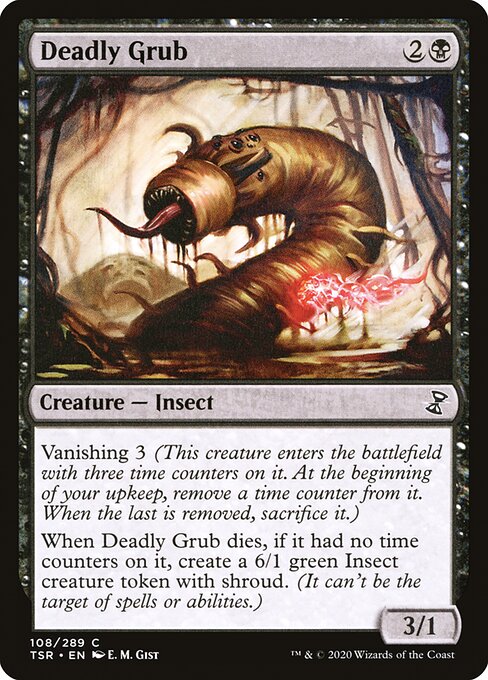 Deadly Grub 2
Creature — Insect
Vanishing 3 (This creature enters the battlefield
with three time counters on it. At the beginning
of your upkeep, remove a time counter from it.
When the last is removed, sacrifice it.)
When Deadly Grub dies, if it had no time
counters on it, create a 6/1 green Insect
creature token with shroud. (It can't be the
target of spells or abilities.)
3/1
108/289 C
TSR • EN E. M. Gist ™ & © 2020 Wizards of the Coast